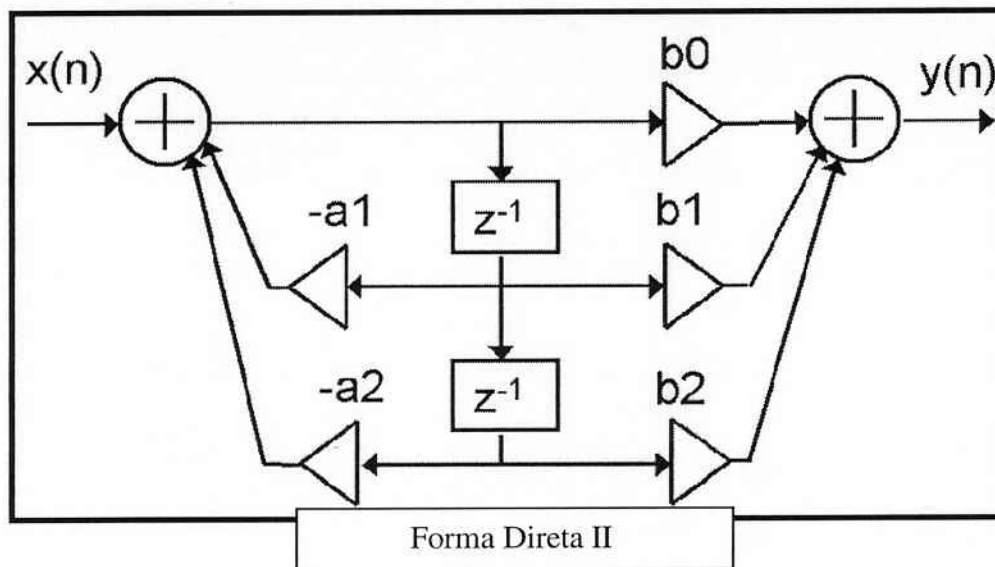 x(n)
b0
y(n)
-a1
z-1
b1
-a2
z-1
b2
Forma Direta II